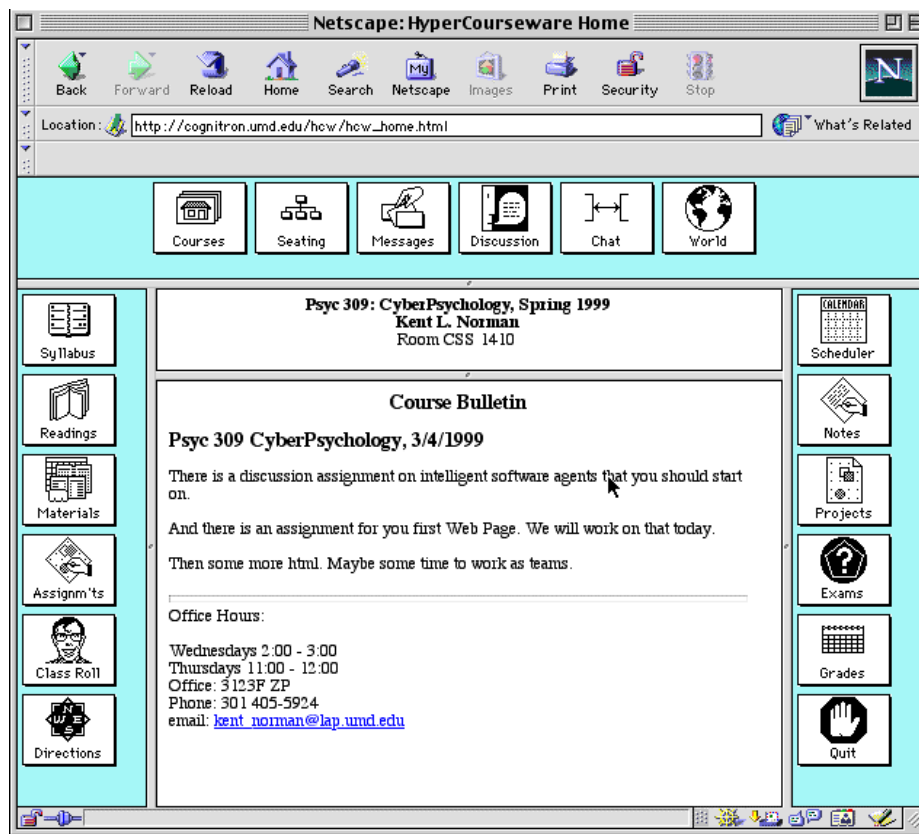 Netscape: HyperCourseware Home
Back Forward Reload Home Search Netscape Images Print Security Stop
My
N
Location: http://cognitron.umd.edu/hcw/hcw_home.html What's Related
Courses Seating Messages Discussion Chat World
Psyc 309: CyberPsychology, Spring 1999
Kent L. Norman
Room CSS 1410
Syllabus
Readings
Materials
Assignm'ts
Class Roll
N
W E
S
Directions
Course Bulletin
Psyc 309 CyberPsychology, 3/4/1999
There is a discussion assignment on intelligent software agents that you should start
on.
And there is an assignment for you first Web Page. We will work on that today.
Then some more html. Maybe some time to work as teams.
Office Hours:
Wednesdays 2:00 - 3:00
Thursdays 11:00 - 12:00
Office: 3123F ZP
Phone: 301 405-5924
email: kent_norman@lap.umd.edu
CALENDAR
Scheduler
Notes
Projects
?
Exams
Grades
Quit